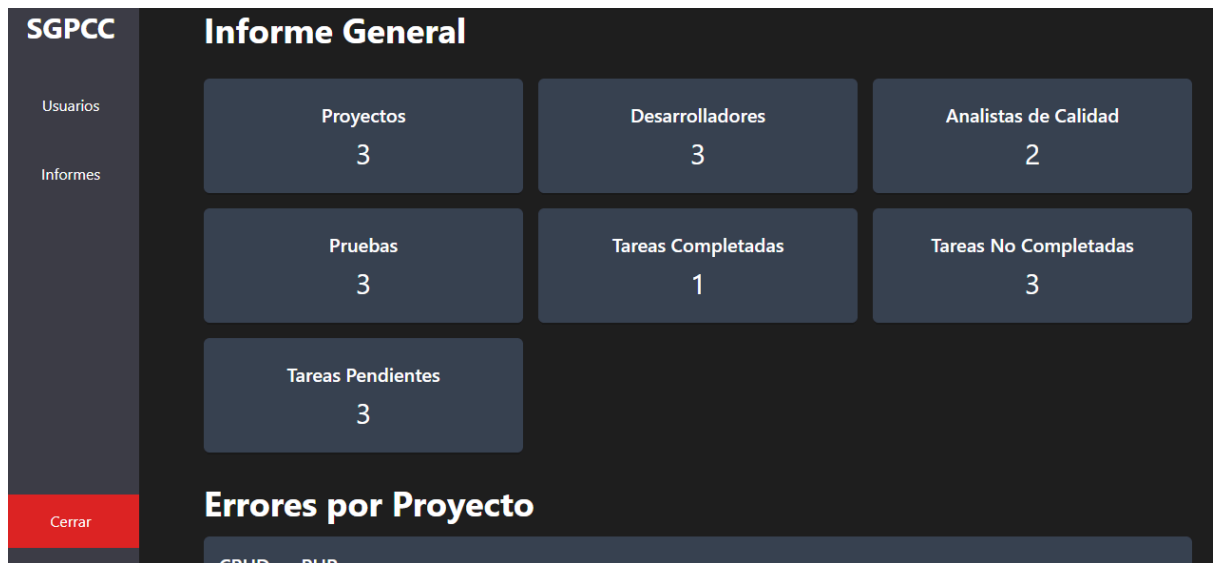 SGPCC
Usuarios
Informes
Cerrar
Informe General
Proyectos
3
Desarrolladores
3
Analistas de Calidad
2
Pruebas
3
Tareas Completadas
1
Tareas No Completadas
3
Tareas Pendientes
3
Errores por Proyecto